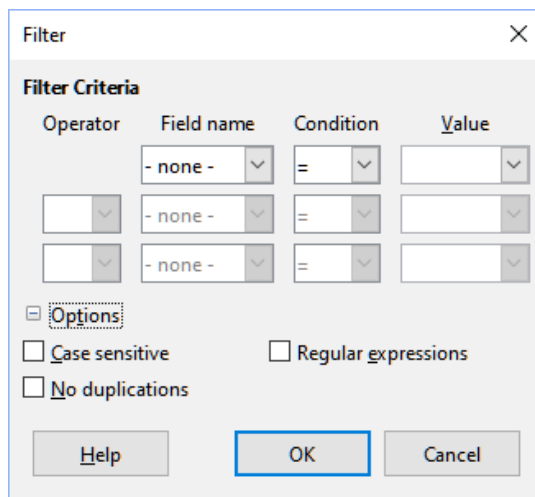 Filter
Filter Criteria
Operator Field name Condition Value
- none - =
- none - =
- none - =
Options
Case sensitive Regular expressions
No duplications
Help OK Cancel